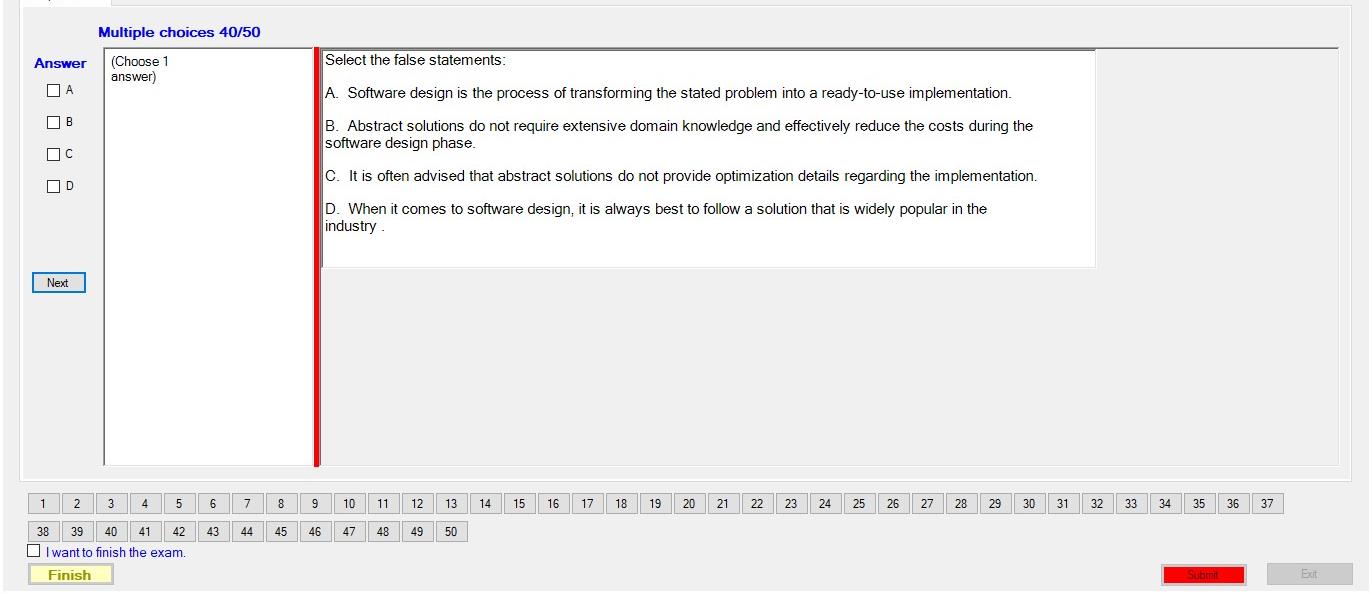 Multiple choices 40/50
Answer
(Choose 1
answer)
A
B
C
D
Next
Select the false statements:
A. Software design is the process of transforming the stated problem into a ready-to-use implementation.
B. Abstract solutions do not require extensive domain knowledge and effectively reduce the costs during the
software design phase.
C. It is often advised that abstract solutions do not provide optimization details regarding the implementation.
D. When it comes to software design, it is always best to follow a solution that is widely popular in the
industry .
1 2 3 4 5 6 7 8 9 10 11 12 13 14 15 16 17 18 19 20 21 22 23 24 25 26 27 28 29 30 31 32 33 34 35 36 37
38 39 40 41 42 43 44 45 46 47 48 49 50
I want to finish the exam.
Finish
Submit
Exit